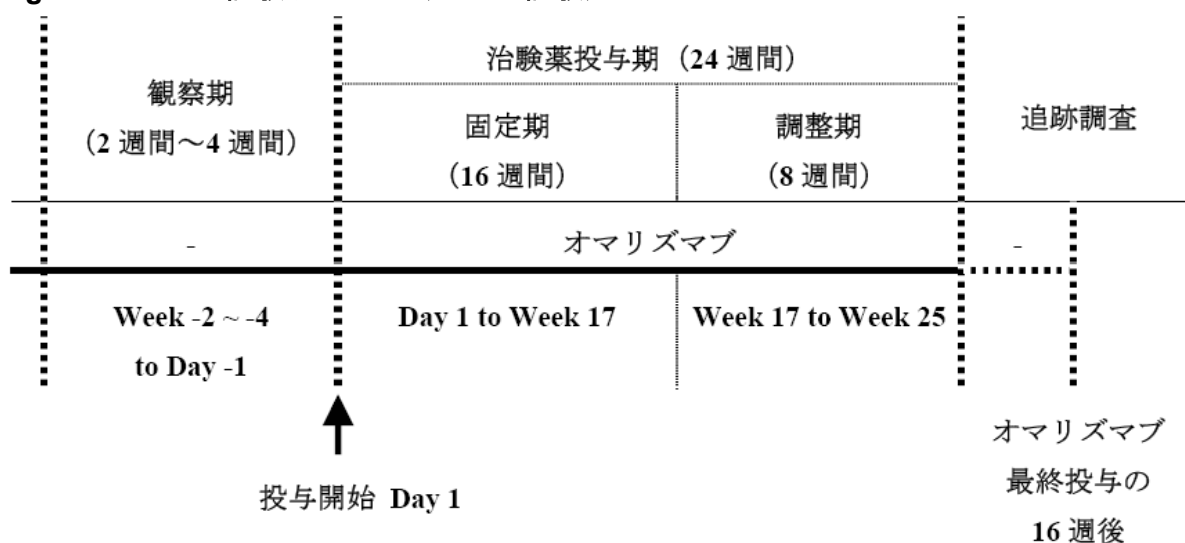 治験薬投与期（24 週間）
観察期
（2 週間～4 週間）
固定期
（16 週間）
調整期
（8 週間）
追跡調査
-
オマリズマブ
-
Week -2 ~ -4
to Day -1
Day 1 to Week 17
Week 17 to Week 25
投与開始 Day 1
オマリズマブ
最終投与の
16 週後